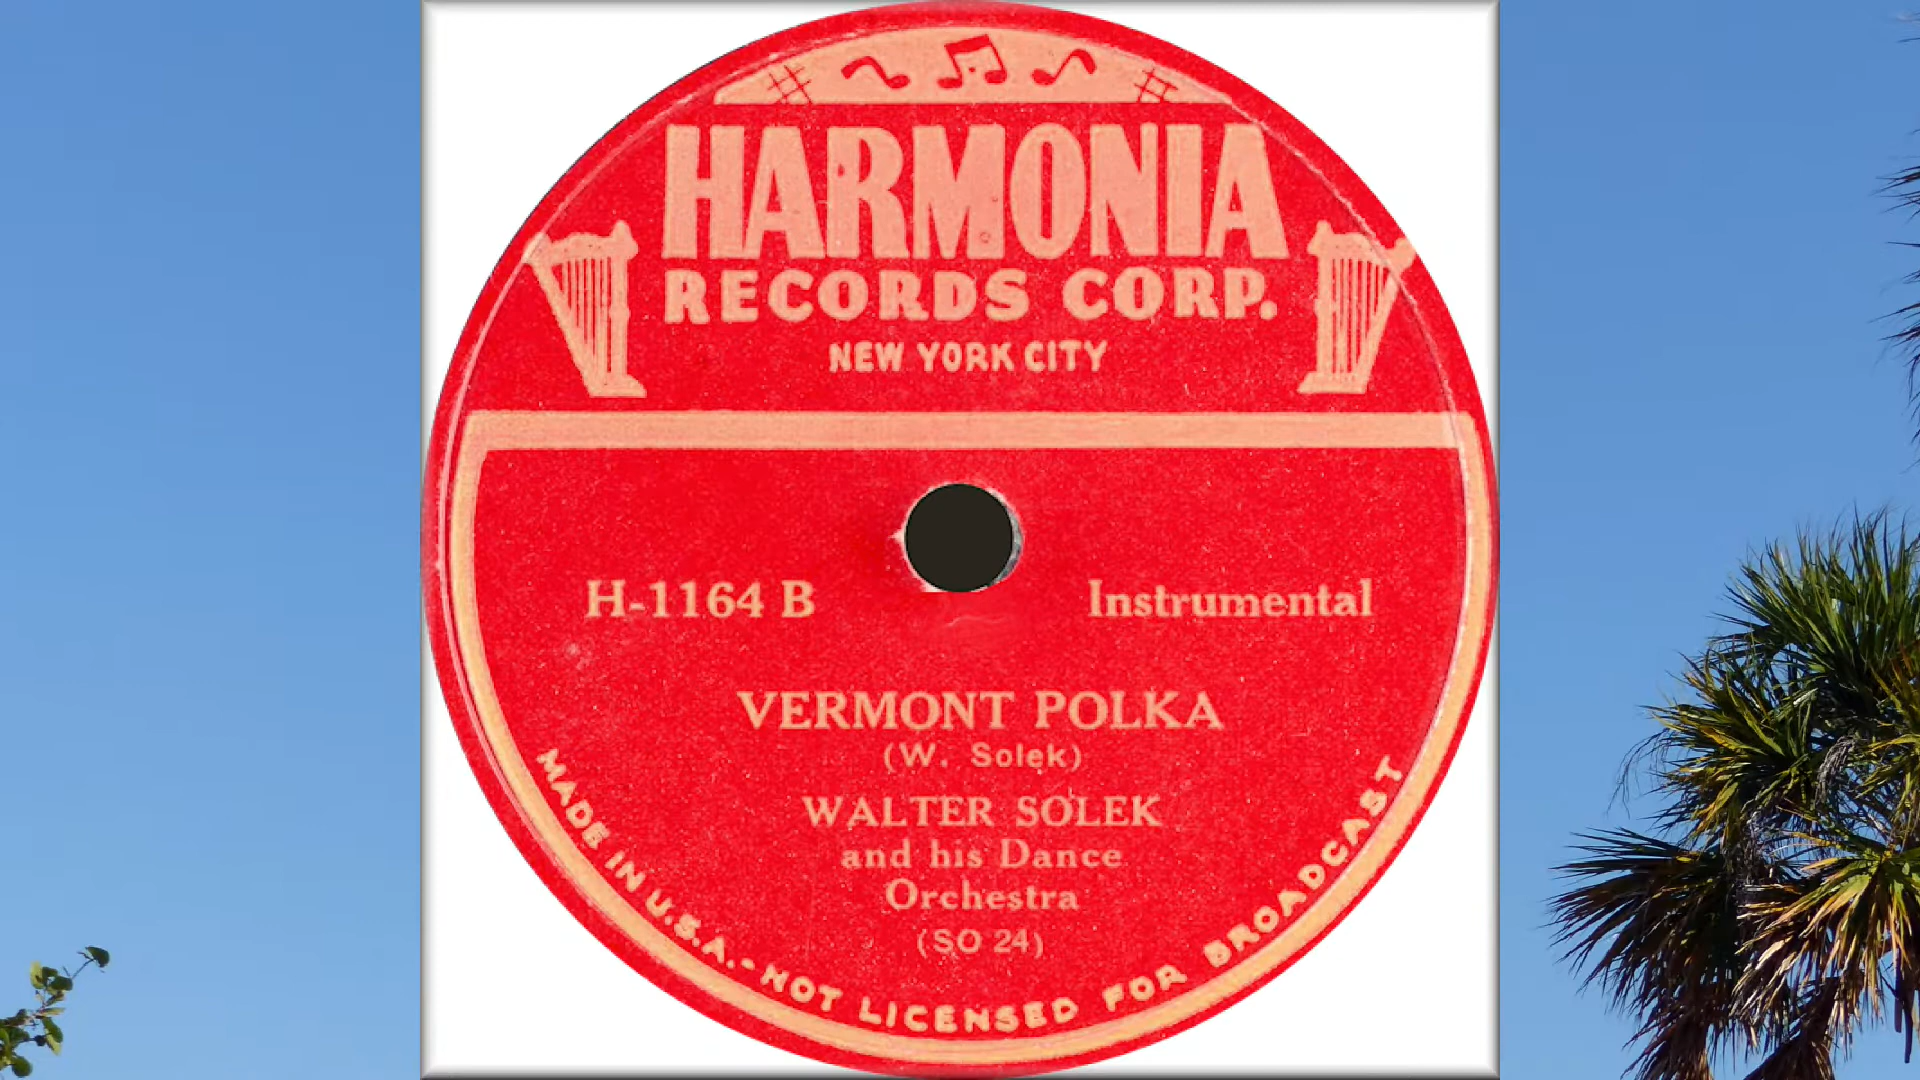 HARMONIA
RECORDS CORP.
NEW YORK CITY
H-1164 B
Instrumental
VERMONT POLKA
(W. Solek)
WALTER SOLEK
and his Dance
Orchestra
(SO 24)
MADE IN U.S.A.-NOT LICENSED FOR BROADCAST